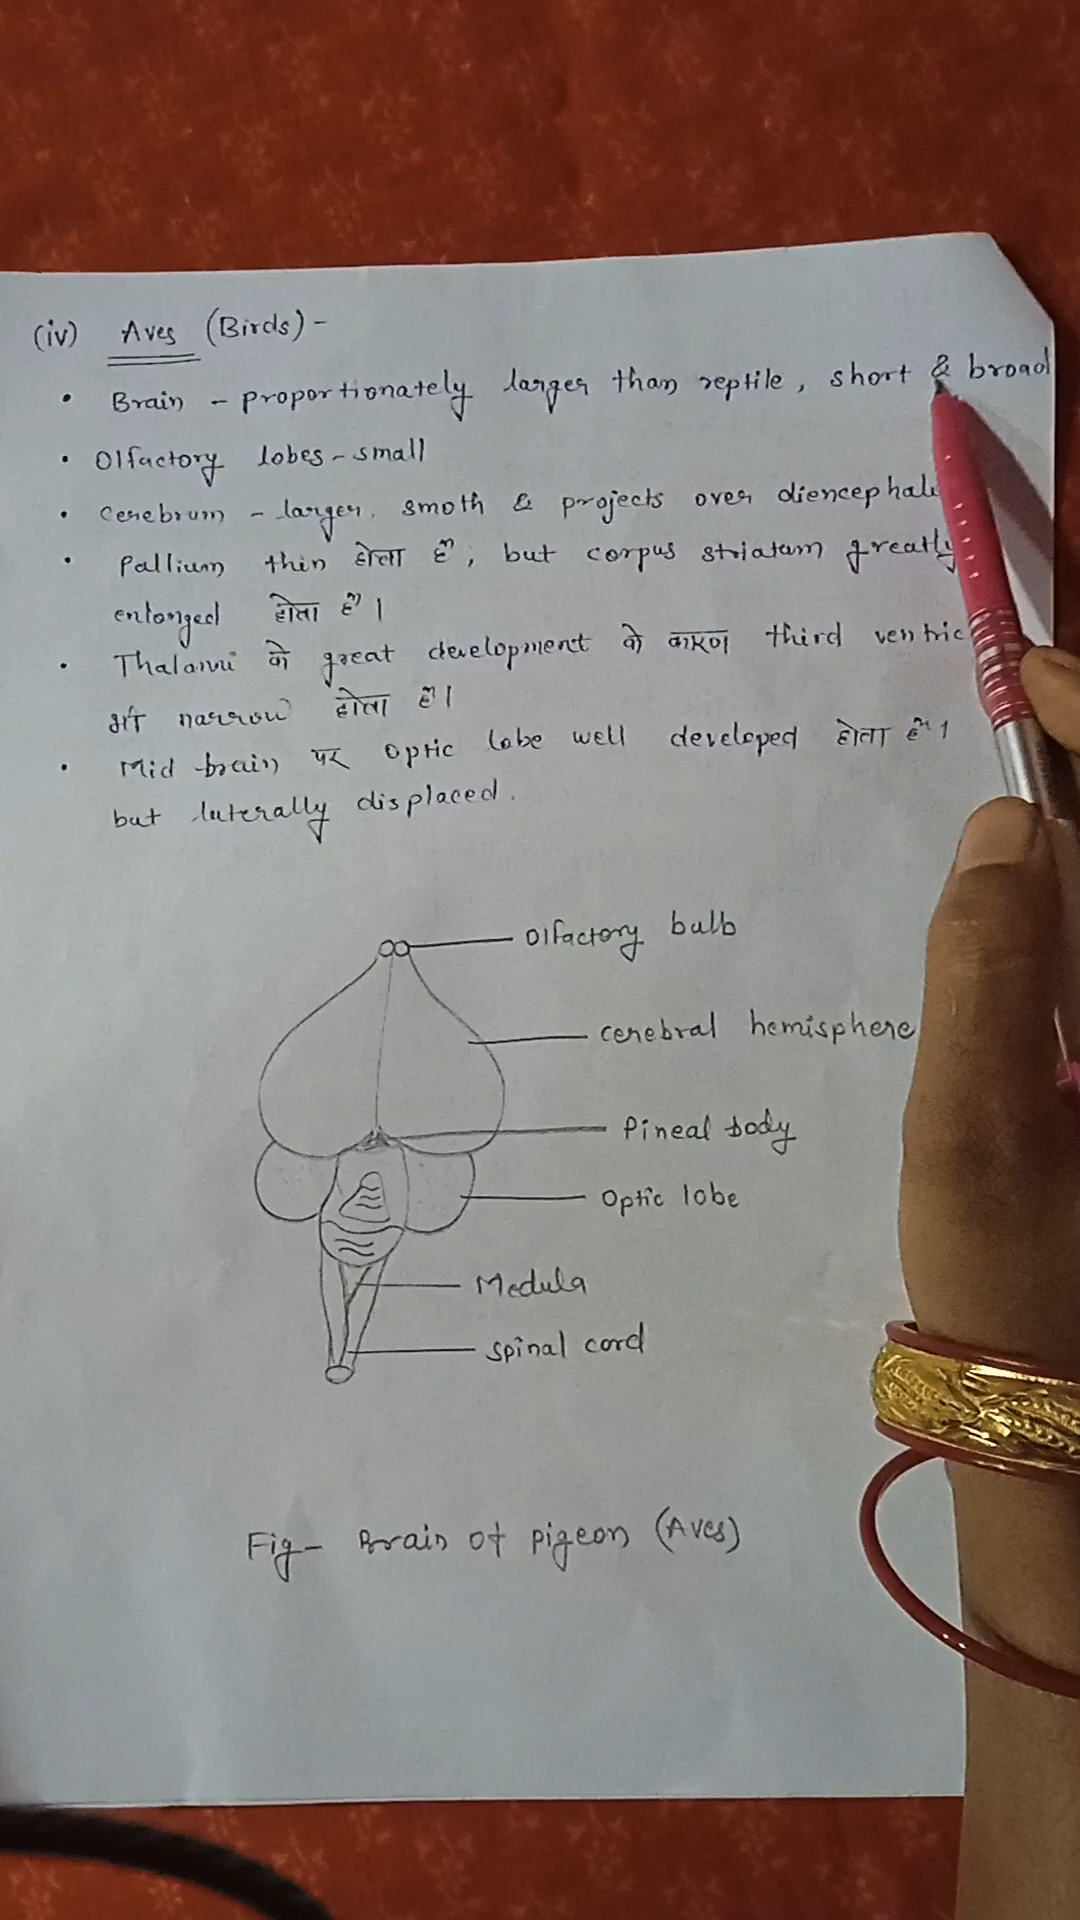 (iv) Aves (Birds) -
• Brain - proportionately larger than reptile, short & broad
• Olfactory lobes - small
• Cerebrum - larger, smoth & projects over diencephal
• Pallium thin होता है, but corpus striatum greatly
enlonged होता है।
• Thalami के great development के कारण third ventric
भी narrow होता है।
• Mid brain पर optic lobe well developed होता है।
but luterally displaced.
Olfactory bulb
cerebral hemisphere
Pineal body
Optic lobe
Medula
spinal cord
Fig- Brain of pigeon (Aves)